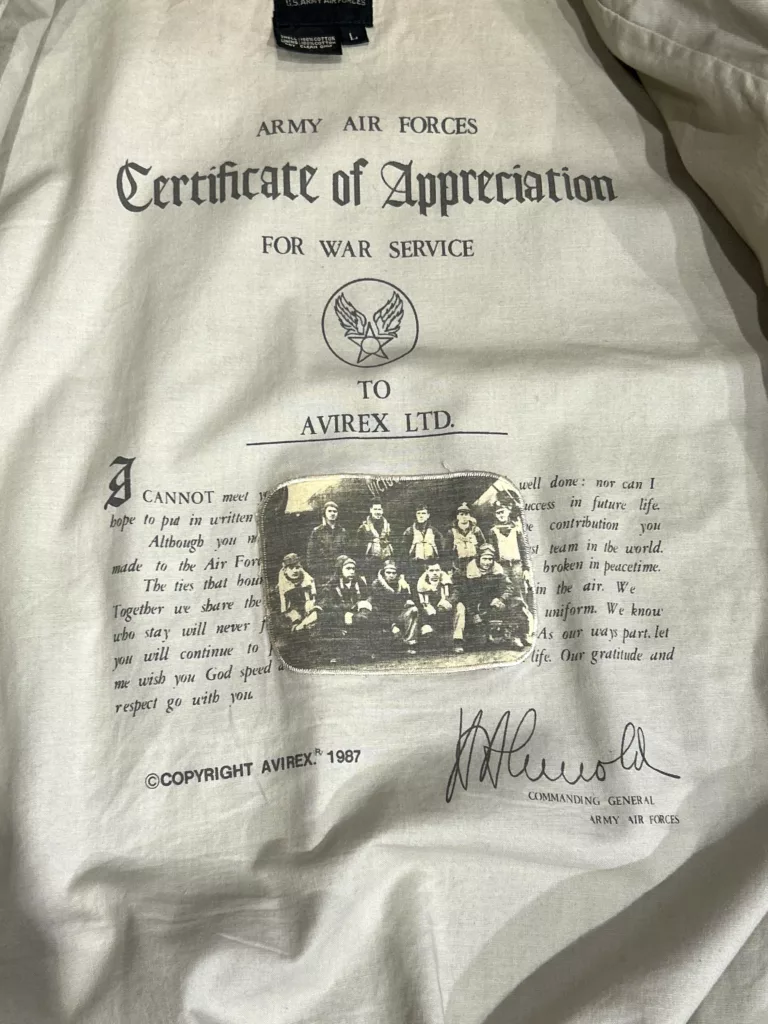 U.S. ARMY AIR FORCES
L
ARMY AIR FORCES
Certificate of Appreciation
FOR WAR SERVICE
TO
AVIREX LTD.
I CANNOT meet well done: nor can I
hope to put in written success in future life.
Although you contribution you
made to the Air team in the world.
The ties that broken in peacetime.
Together we share the in the air. We
who stay will never uniform. We know
you will continue to As our ways part, let
me wish you God speed life. Our gratitude and
respect go with you.
©COPYRIGHT AVIREX.® 1987
HHArnold
COMMANDING GENERAL
ARMY AIR FORCES